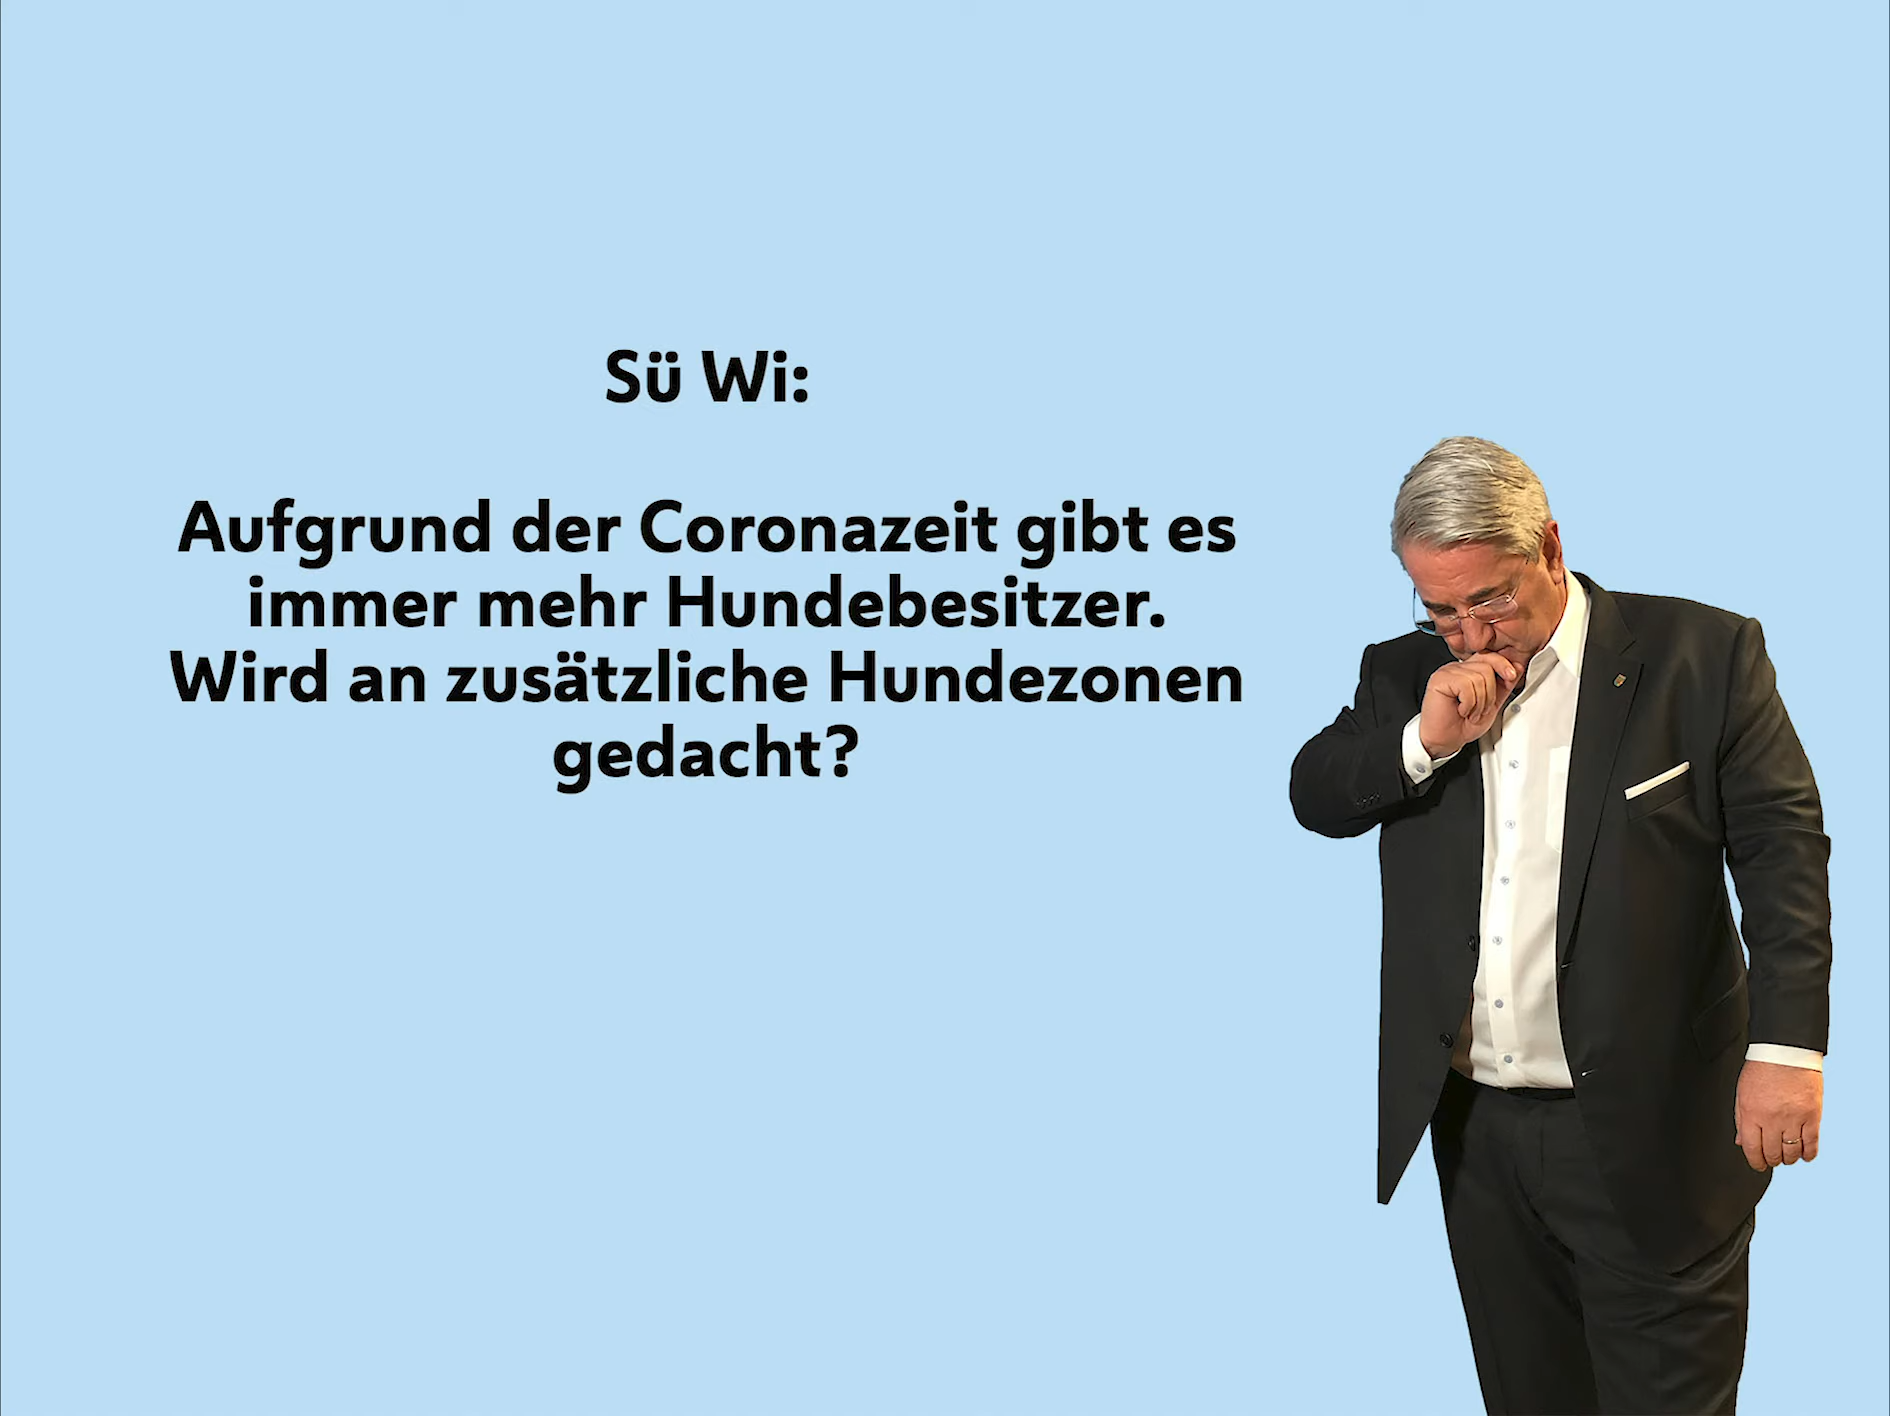 Sü Wi:
Aufgrund der Coronazeit gibt es
immer mehr Hundebesitzer.
Wird an zusätzliche Hundezonen
gedacht?